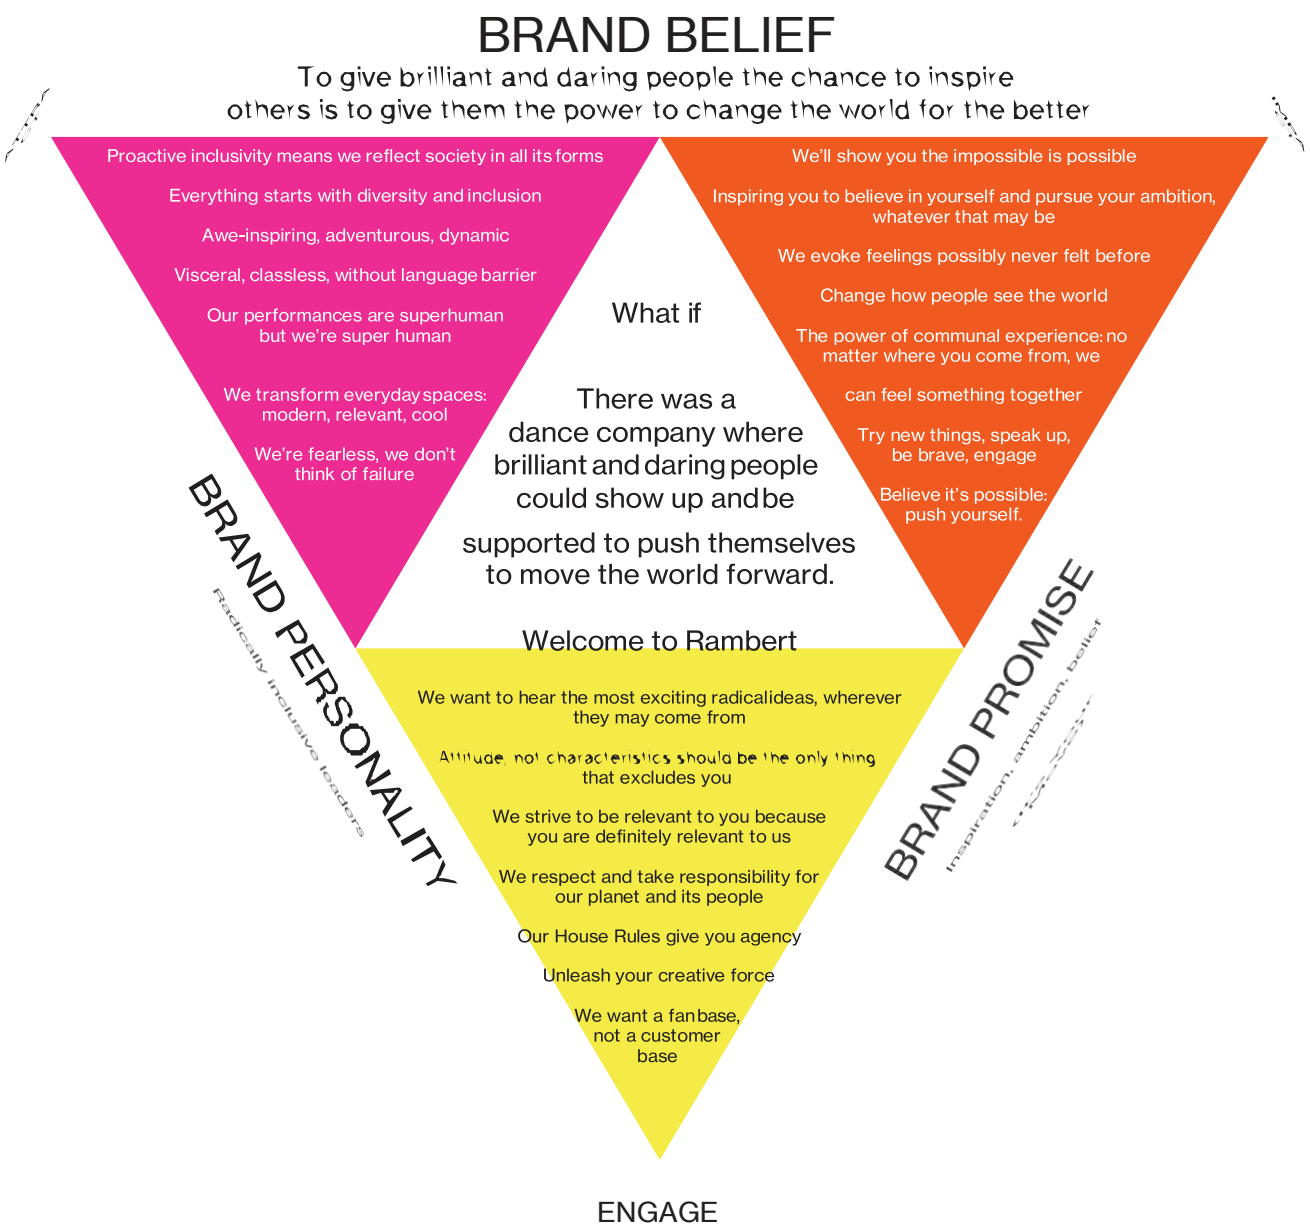 BRAND BELIEF
To give brilliant and daring people the chance to inspire
others is to give them the power to change the world for the better
Proactive inclusivity means we reflect society in all its forms
Everything starts with diversity and inclusion
Awe-inspiring, adventurous, dynamic
Visceral, classless, without language barrier
Our performances are superhuman
but we're super human
We transform everyday spaces:
modern, relevant, cool
We're fearless, we don't
think of failure
We'll show you the impossible is possible
Inspiring you to believe in yourself and pursue your ambition,
whatever that may be
We evoke feelings possibly never felt before
Change how people see the world
The power of communal experience: no
matter where you come from, we
can feel something together
Try new things, speak up,
be brave, engage
Believe it's possible:
push yourself.
What if
There was a
dance company where
brilliant and daring people
could show up and be
supported to push themselves
to move the world forward.
Welcome to Rambert
BRAND PERSONALITY
Radically inclusive leaders
BRAND PROMISE
Inspiration, ambition, belief
We want to hear the most exciting radical ideas, wherever
they may come from
Attitude, not characteristics should be the only thing
that excludes you
We strive to be relevant to you because
you are definitely relevant to us
We respect and take responsibility for
our planet and its people
Our House Rules give you agency
Unleash your creative force
We want a fan base,
not a customer
base
ENGAGE